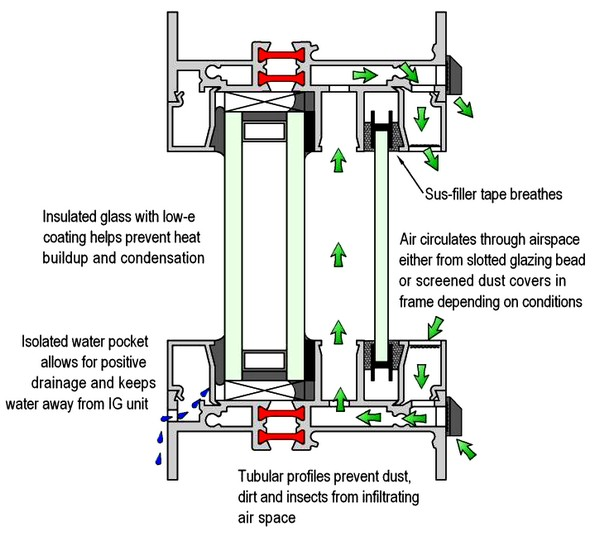 Sus-filler tape breathes
Insulated glass with low-e
coating helps prevent heat
buildup and condensation
Air circulates through airspace
either from slotted glazing bead
or screened dust covers in
frame depending on conditions
Isolated water pocket
allows for positive
drainage and keeps
water away from IG unit
Tubular profiles prevent dust,
dirt and insects from infiltrating
air space